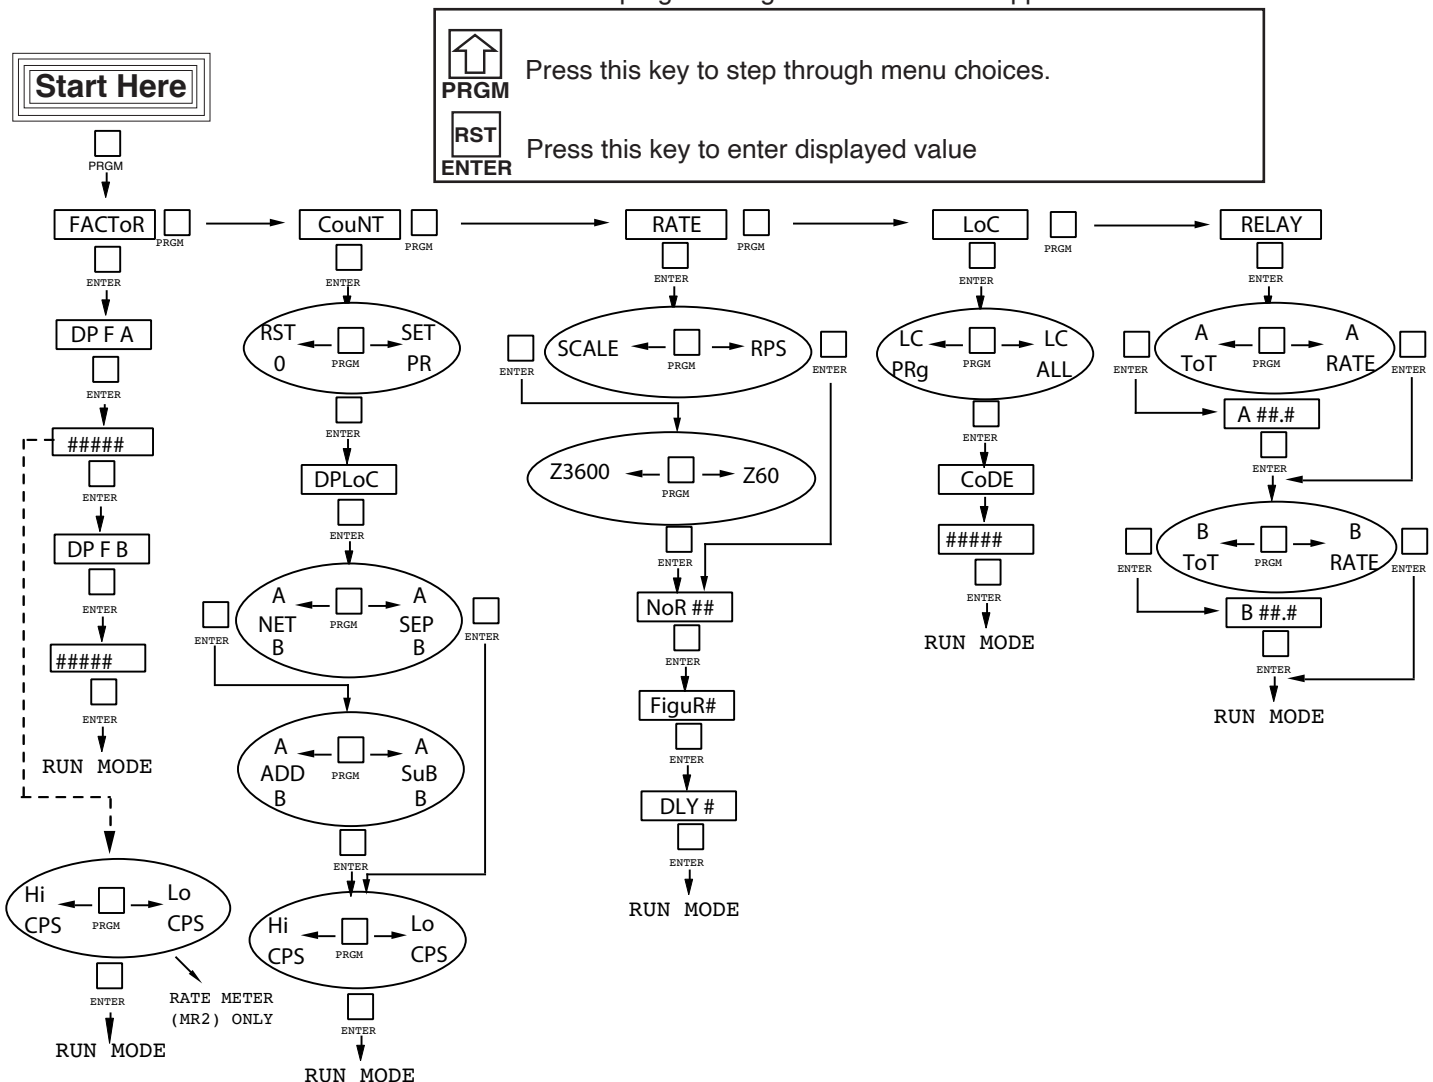 Start Here
PRGM
PRGM
Press this key to step through menu choices.
RST
ENTER
Press this key to enter displayed value
FACToR
PRGM
CouNT
PRGM
RATE
PRGM
LoC
PRGM
RELAY
ENTER
DP F A
ENTER
#####
ENTER
DP F B
ENTER
#####
ENTER
RUN MODE
Hi
CPS
PRGM
Lo
CPS
ENTER
RATE METER
(MR2) ONLY
RUN MODE
ENTER
RST
0
PRGM
SET
PR
ENTER
DPLoC
ENTER
A
NET
B
PRGM
A
SEP
B
ENTER
ENTER
A
ADD
B
PRGM
A
SuB
B
ENTER
Hi
CPS
PRGM
Lo
CPS
ENTER
RUN MODE
ENTER
SCALE
PRGM
RPS
ENTER
ENTER
Z3600
PRGM
Z60
ENTER
NoR ##
ENTER
FiguR#
ENTER
DLY #
ENTER
RUN MODE
ENTER
LC
PRg
PRGM
LC
ALL
ENTER
CoDE
#####
ENTER
RUN MODE
ENTER
A
ToT
PRGM
A
RATE
ENTER
ENTER
A ##.#
ENTER
B
ToT
PRGM
B
RATE
ENTER
ENTER
B ##.#
ENTER
RUN MODE